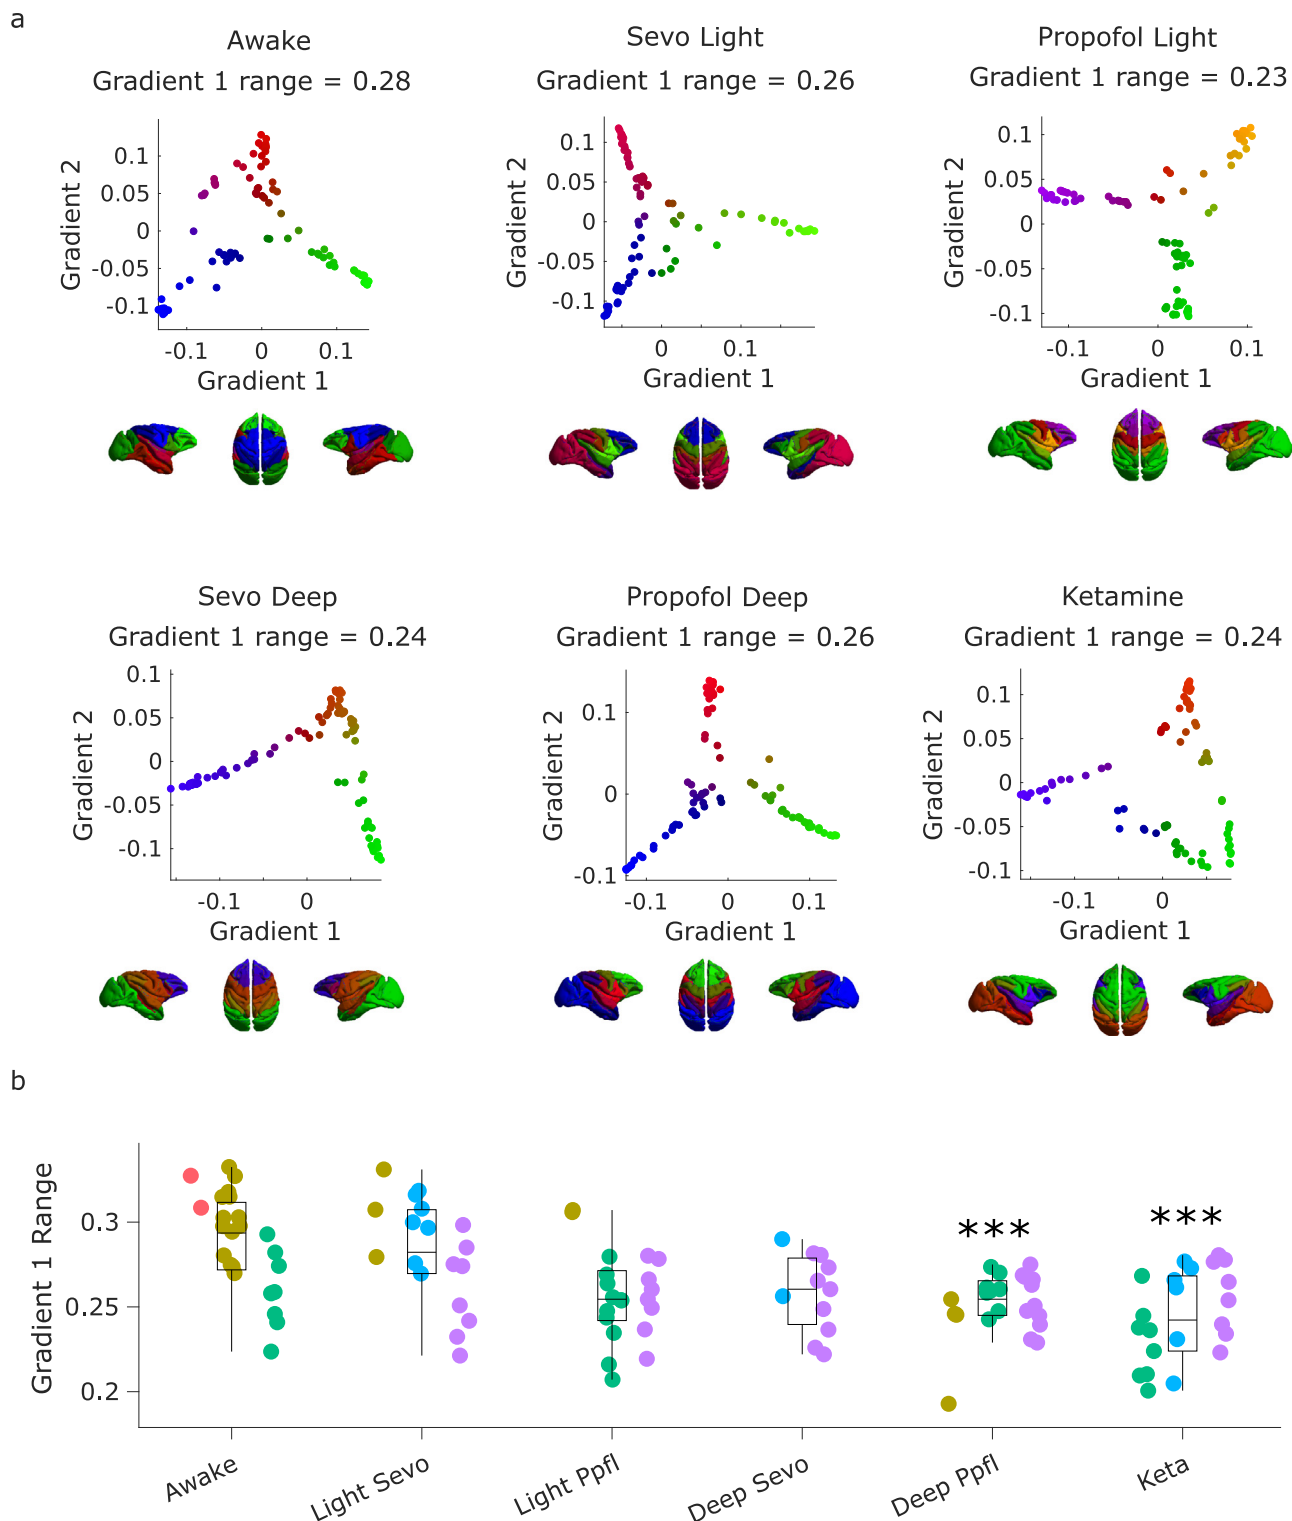 a
Awake
Gradient 1 range = 0.28
Gradient 2
0.1
0.05
0
-0.05
-0.1
-0.1 0 0.1
Gradient 1
Sevo Light
Gradient 1 range = 0.26
Gradient 2
0.1
0.05
0
-0.05
-0.1
0 0.1
Gradient 1
Propofol Light
Gradient 1 range = 0.23
Gradient 2
0.1
0.05
0
-0.05
-0.1
-0.1 0 0.1
Gradient 1
Sevo Deep
Gradient 1 range = 0.24
Gradient 2
0.1
0.05
0
-0.05
-0.1
-0.1 0
Gradient 1
Propofol Deep
Gradient 1 range = 0.26
Gradient 2
0.1
0
-0.1
-0.1 0 0.1
Gradient 1
Ketamine
Gradient 1 range = 0.24
Gradient 2
0.1
0.05
0
-0.05
-0.1
-0.1 0
Gradient 1
b
Gradient 1 Range
0.3
0.25
0.2
*** ***
Awake Light Sevo Light Ppfl Deep Sevo Deep Ppfl Keta